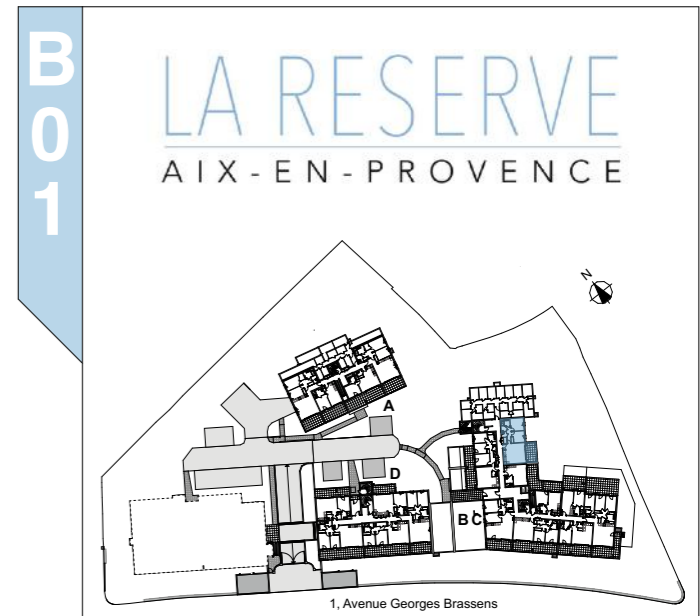 B
0
1
LA RESERVE
AIX-EN-PROVENCE
N
A
D
B C
1, Avenue Georges Brassens